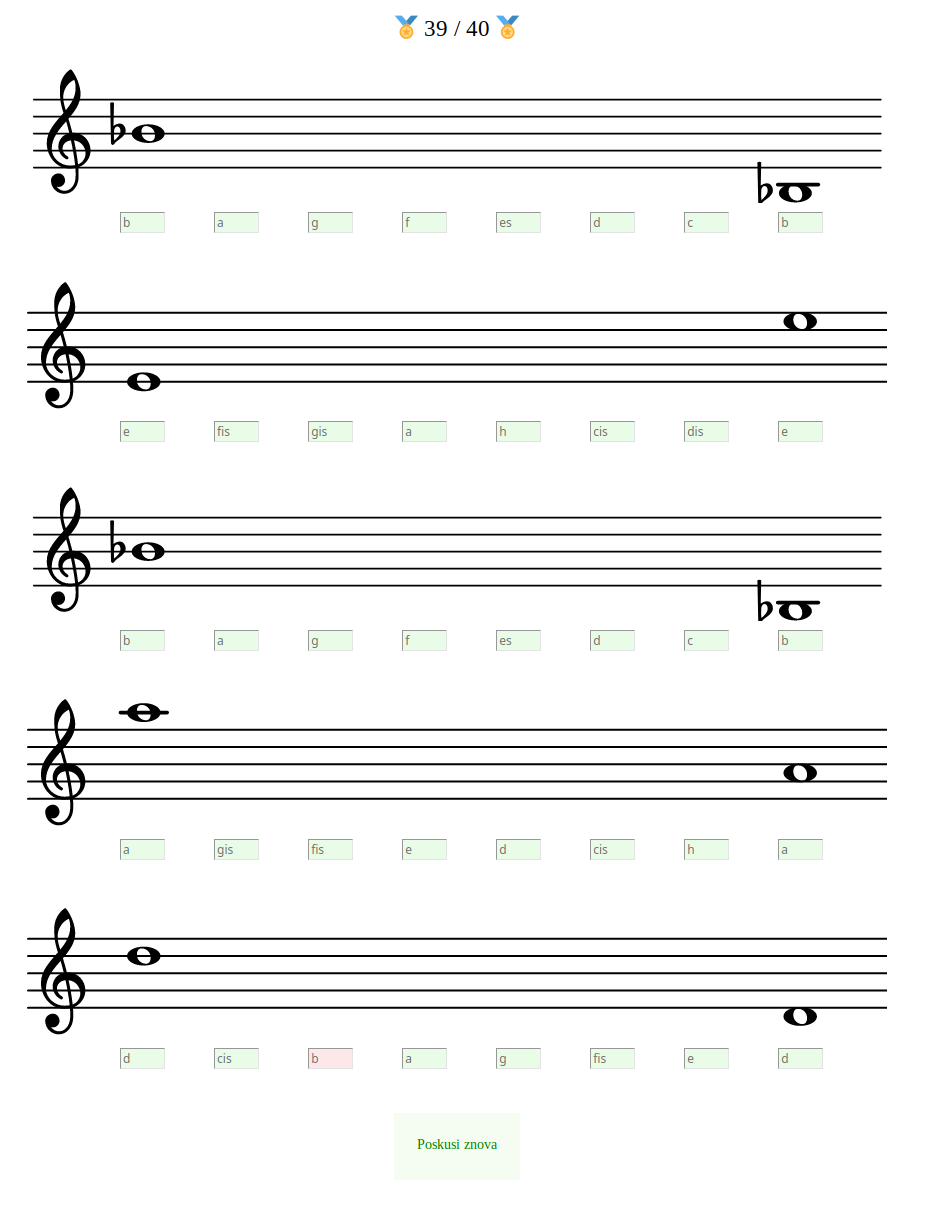 39 / 40
b a g f es d c b
e fis gis a h cis dis e
b a g f es d c b
a gis fis e d cis h a
d cis b a g fis e d
Poskusi znova